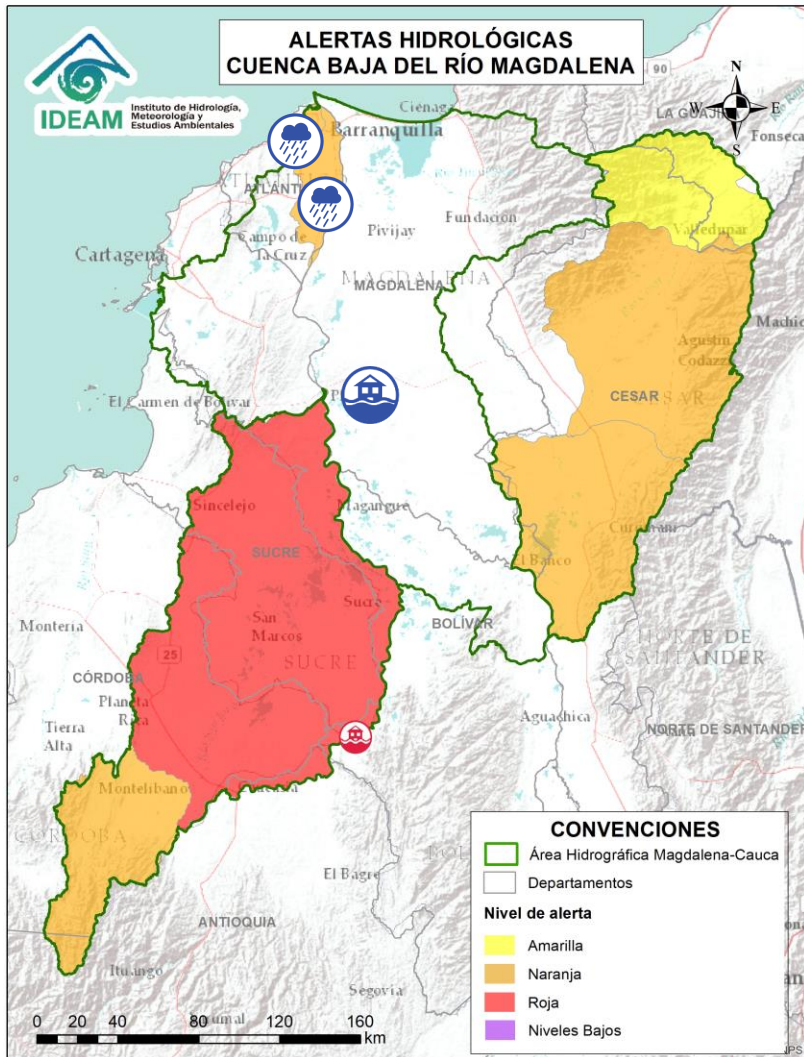 ALERTAS HIDROLÓGICAS
CUENCA BAJA DEL RÍO MAGDALENA
IDEAM
Instituto de Hidrología,
Meteorología y
Estudios Ambientales
N
W
E
S
90
LA GUAJIRA
Fonseca
Ciénaga
Barranquilla
Pivijay
Fundación
Valledupar
Campo de
la Cruz
Cartagena
MAGDALENA
MAGDALENA
Agustín
Codazzi
CESAR
El Carmen de Bolívar
Sincelejo
Magangue
SUCRE
El Banco
San
Marcos
Sucre
SUCRE
BOLÍVAR
Montería
25
CÓRDOBA
Planeta
Rica
Tierra
Alta
NORTE DE
SANTANDER
Aguachica
NORTE DE SANTANDER
Montelíbano
CÓRDOBA
El Bagre
ANTIOQUIA
Ituango
Segovia
CONVENCIONES
Área Hidrográfica Magdalena-Cauca
Departamentos
Nivel de alerta
Amarilla
Naranja
Roja
Niveles Bajos
0 20 40 80 120 160
km